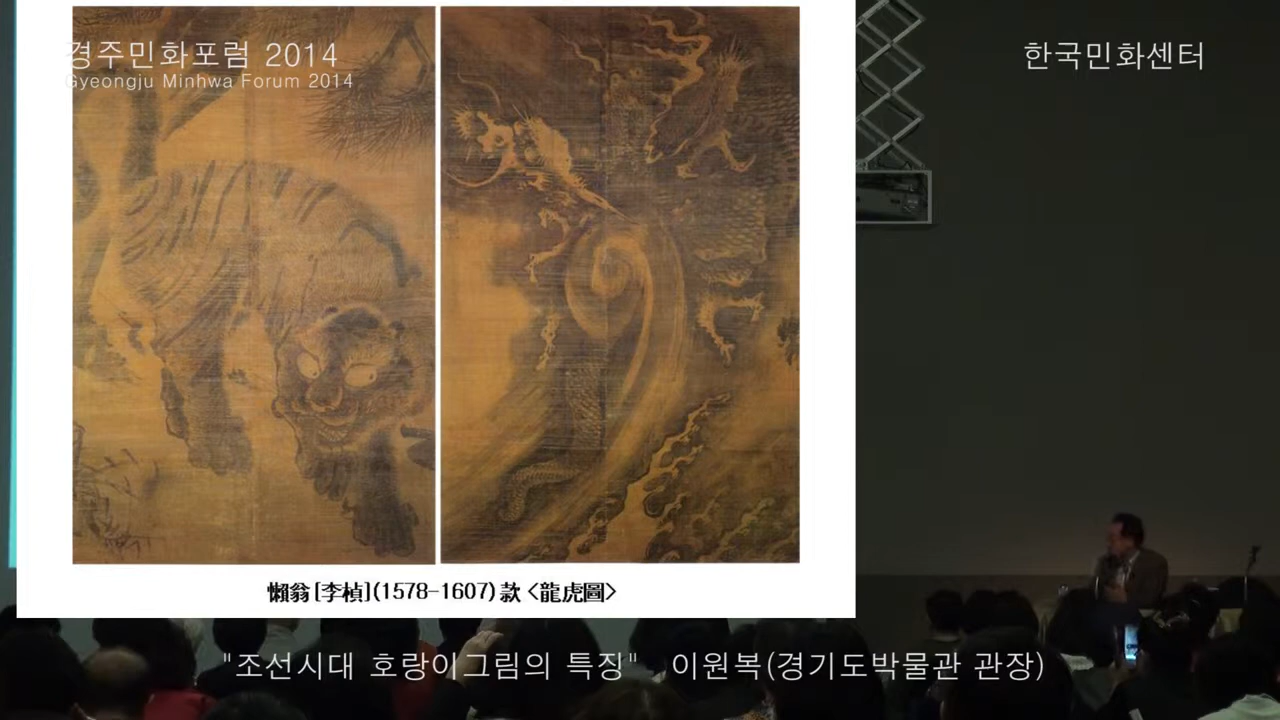 경주민화포럼 2014
Gyeongju Minhwa Forum 2014
한국민화센터
懶翁[李楨](1578-1607) 款 <龍虎圖>
"조선시대 호랑이그림의 특징" 이원복(경기도박물관 관장)